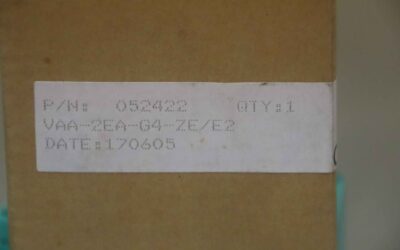 P/N: 052422 QTY:1
VAA-2EA-G4-ZE/E2
DATE:170605